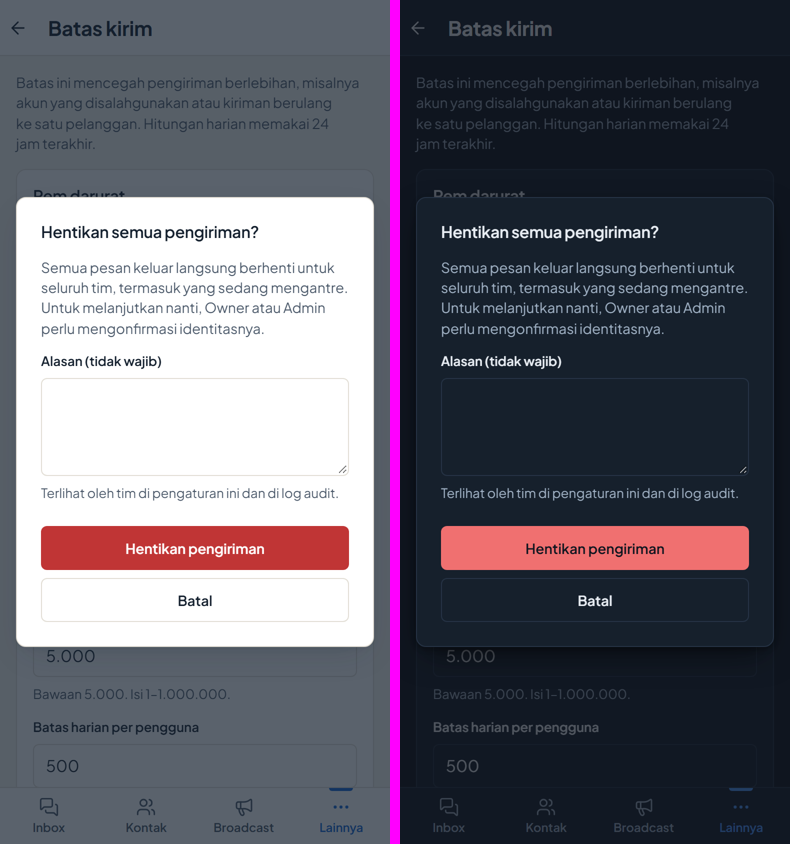 Batas kirim
Batas ini mencegah pengiriman berlebihan, misalnya
akun yang disalahgunakan atau kiriman berulang
ke satu pelanggan. Hitungan harian memakai 24
jam terakhir.
Rem darurat
Hentikan semua pengiriman?
Semua pesan keluar langsung berhenti untuk
seluruh tim, termasuk yang sedang mengantre.
Untuk melanjutkan nanti, Owner atau Admin
perlu mengonfirmasi identitasnya.
Alasan (tidak wajib)
Terlihat oleh tim di pengaturan ini dan di log audit.
Hentikan pengiriman
Batal
5.000
Bawaan 5.000. Isi 1–1.000.000.
Batas harian per pengguna
500
Inbox
Kontak
Broadcast
Lainnya
Batas kirim
Batas ini mencegah pengiriman berlebihan, misalnya
akun yang disalahgunakan atau kiriman berulang
ke satu pelanggan. Hitungan harian memakai 24
jam terakhir.
Rem darurat
Hentikan semua pengiriman?
Semua pesan keluar langsung berhenti untuk
seluruh tim, termasuk yang sedang mengantre.
Untuk melanjutkan nanti, Owner atau Admin
perlu mengonfirmasi identitasnya.
Alasan (tidak wajib)
Terlihat oleh tim di pengaturan ini dan di log audit.
Hentikan pengiriman
Batal
5.000
Bawaan 5.000. Isi 1–1.000.000.
Batas harian per pengguna
500
Inbox
Kontak
Broadcast
Lainnya